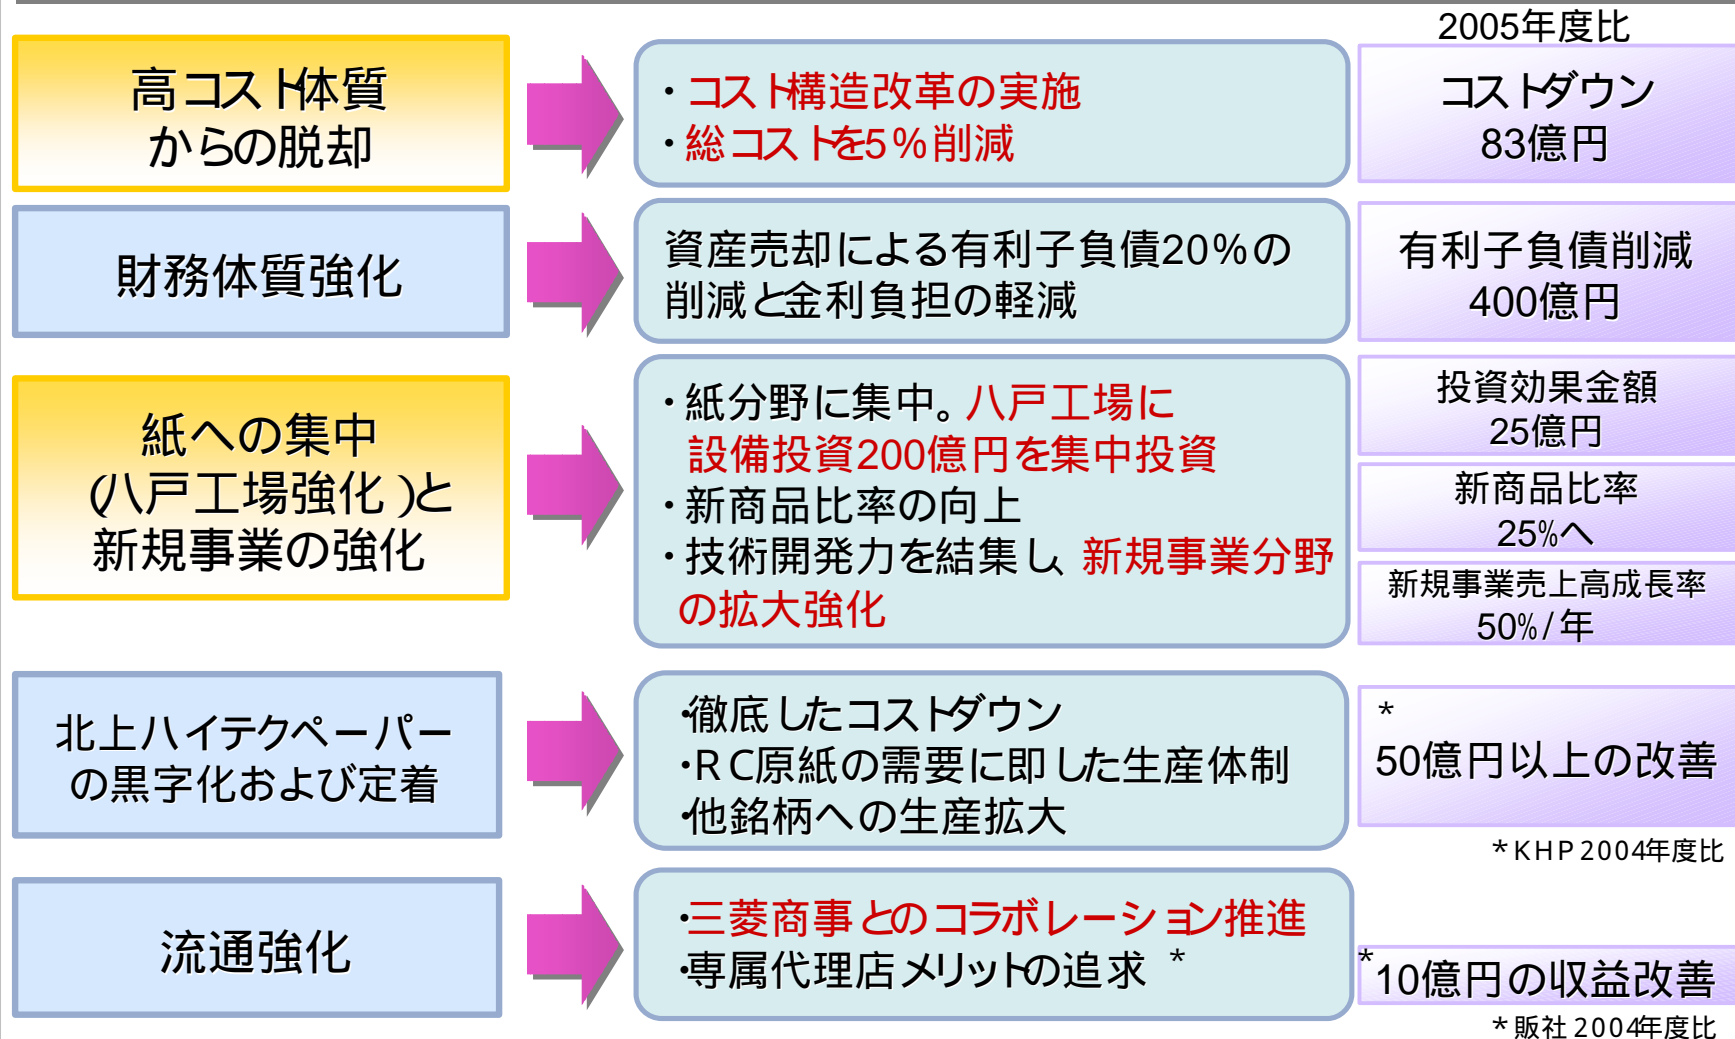 2005年度比
高コスト体質
からの脱却
・コスト構造改革の実施
・総コストを5%削減
コストダウン
83億円
財務体質強化
資産売却による有利子負債20%の
削減と金利負担の軽減
有利子負債削減
400億円
紙への集中
(八戸工場強化)と
新規事業の強化
・紙分野に集中。八戸工場に
設備投資200億円を集中投資
・新商品比率の向上
・技術開発力を結集し、新規事業分野
の拡大強化
投資効果金額
25億円
新商品比率
25%へ
新規事業売上高成長率
50%/年
北上ハイテクペーパー
の黒字化および定着
・徹底したコストダウン
・RC原紙の需要に即した生産体制
・他銘柄への生産拡大
*
50億円以上の改善
*KHP2004年度比
流通強化
・三菱商事とのコラボレーション推進
・専属代理店メリットの追求 *
*10億円の収益改善
*販社2004年度比